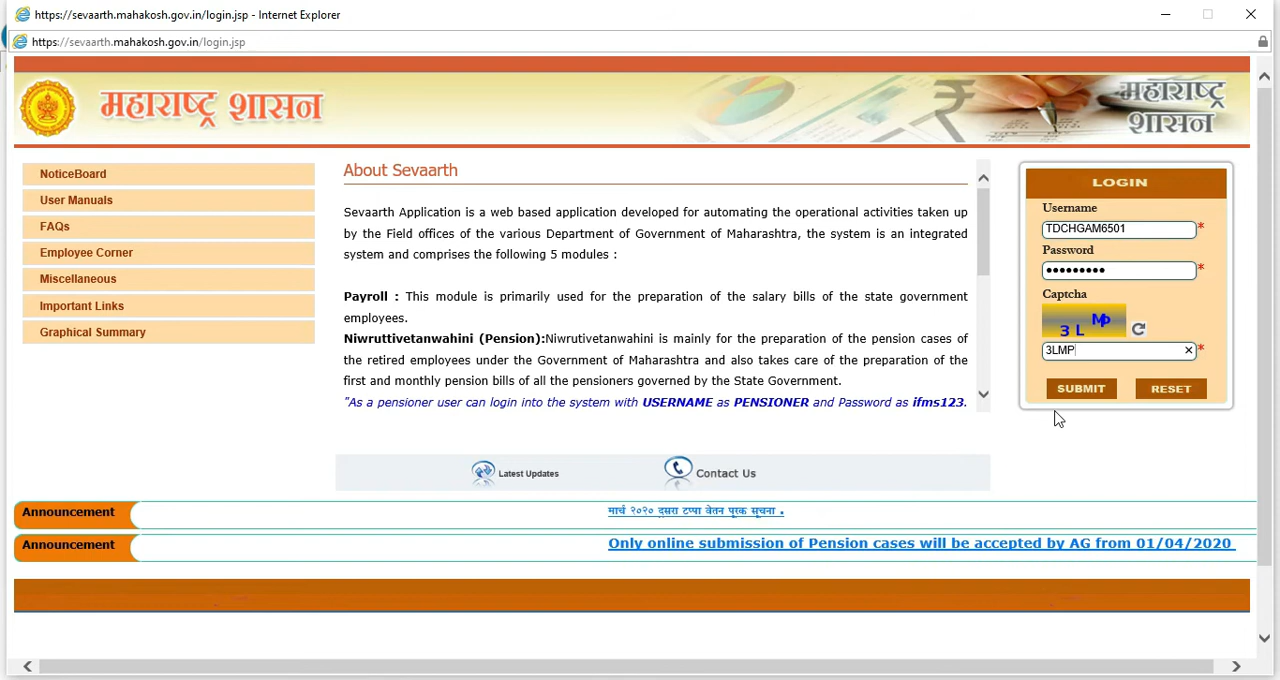 https://sevaarth.mahakosh.gov.in/login.jsp - Internet Explorer
https://sevaarth.mahakosh.gov.in/login.jsp
महाराष्ट्र शासन
महाराष्ट्र
शासन
NoticeBoard
User Manuals
FAQs
Employee Corner
Miscellaneous
Important Links
Graphical Summary
About Sevaarth
Sevaarth Application is a web based application developed for automating the operational activities taken up
by the Field offices of the various Department of Government of Maharashtra, the system is an integrated
system and comprises the following 5 modules :
Payroll : This module is primarily used for the preparation of the salary bills of the state government
employees.
Niwruttivetanwahini (Pension):Niwrutivetanwahini is mainly for the preparation of the pension cases of
the retired employees under the Government of Maharashtra and also takes care of the preparation of the
first and monthly pension bills of all the pensioners governed by the State Government.
"As a pensioner user can login into the system with USERNAME as PENSIONER and Password as ifms123.
LOGIN
Username
TDCHGAM6501
*
Password
•••••••••
*
Captcha
3 L Mp
3LMP
*
SUBMIT RESET
Latest Updates
Contact Us
Announcement
मार्च २०२० दुसरा टप्पा वेतन पूरक सूचना .
Announcement
Only online submission of Pension cases will be accepted by AG from 01/04/2020